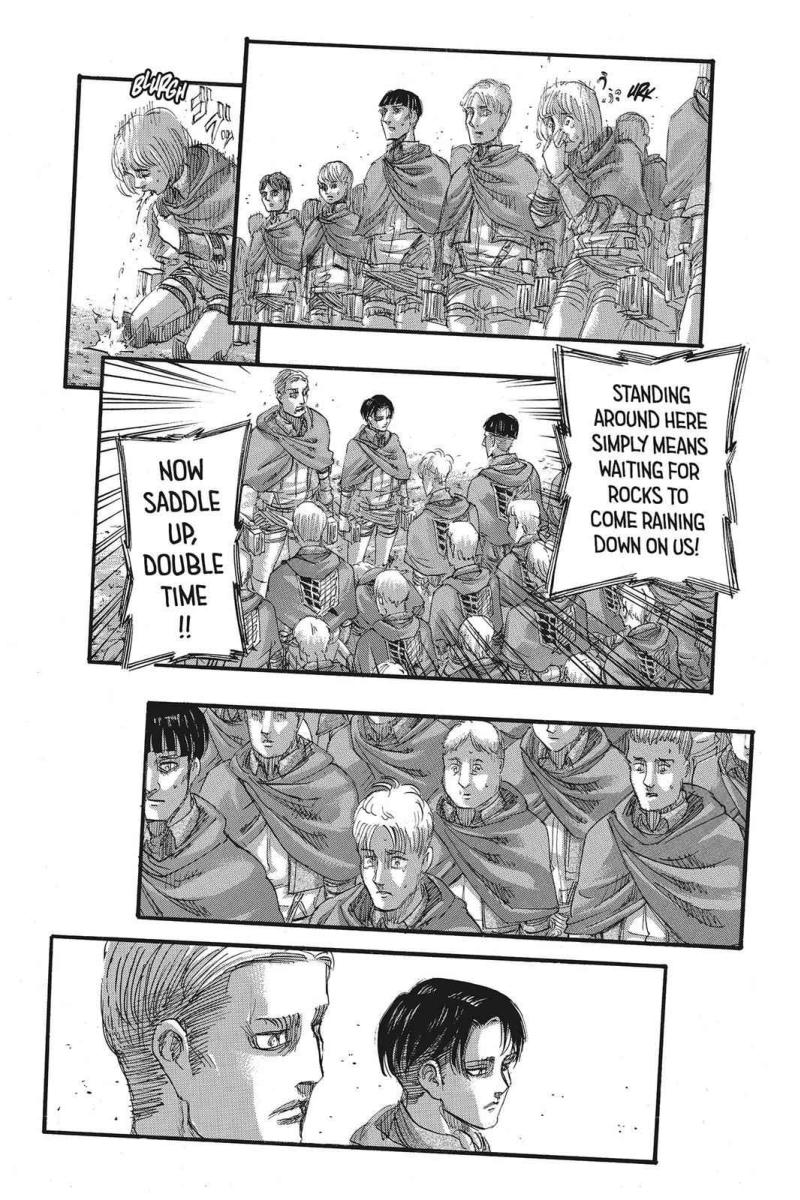 URK
BLURGH
STANDING
AROUND HERE
SIMPLY MEANS
WAITING FOR
ROCKS TO
COME RAINING
DOWN ON US!
NOW
SADDLE
UP,
DOUBLE
TIME
!!